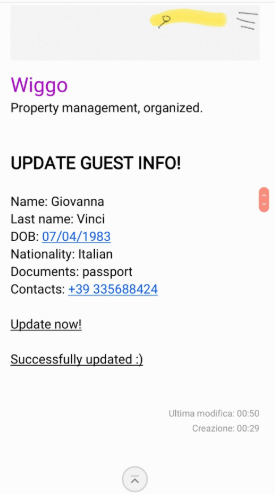 Wiggo
Property management, organized.
UPDATE GUEST INFO!
Name: Giovanna
Last name: Vinci
DOB: 07/04/1983
Nationality: Italian
Documents: passport
Contacts: +39 335688424
Update now!
Successfully updated :)
Ultima modifica: 00:50
Creazione: 00:29